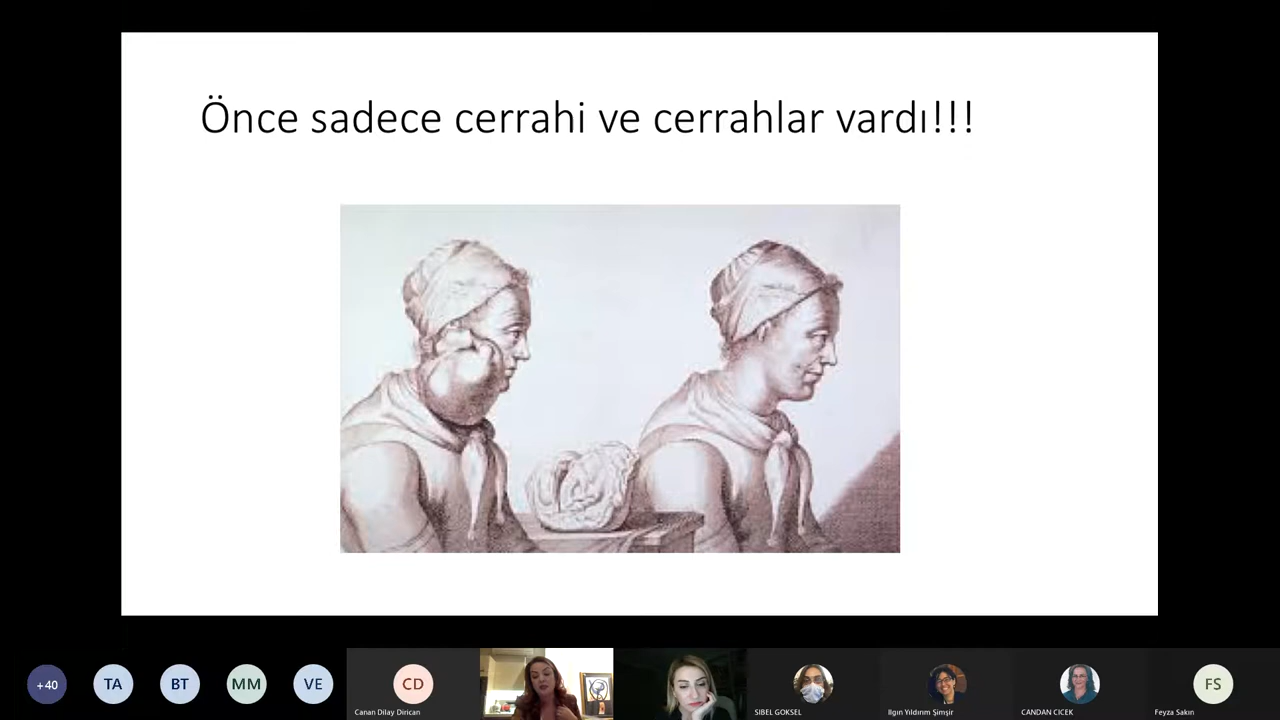 Önce sadece cerrahi ve cerrahlar vardı!!!
+40
TA
BT
MM
VE
CD
Canan Dilay Dirican
SIBEL GOKSEL
Ilgın Yıldırım Şimşir
CANDAN CICEK
FS
Feyza Sakın